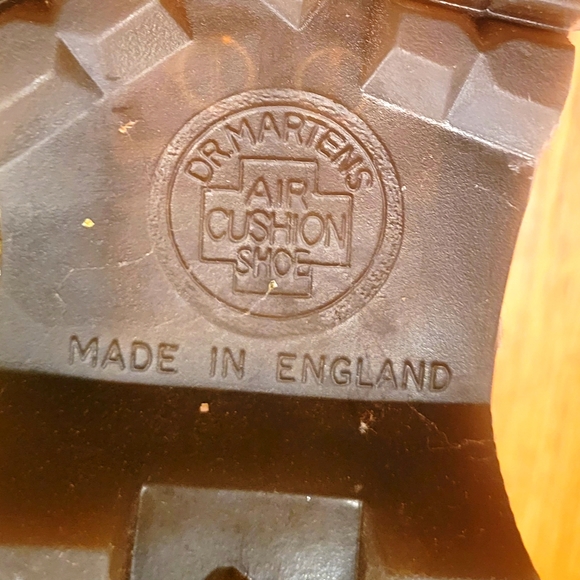 DR. MARTENS
AIR
CUSHION
SHOE
MADE IN ENGLAND